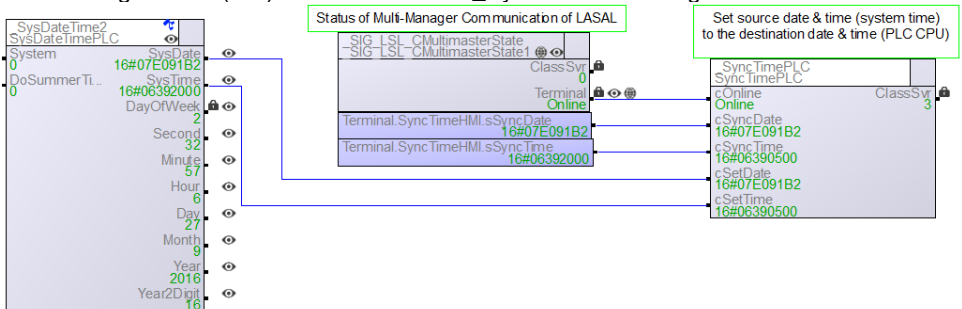 Status of Multi-Manager Communication of LASAL
Set source date & time (system time)
to the destination date & time (PLC CPU)
SysDateTime2
SysDateTimePLC
System
0
SysDate
16#07E091B2
DoSummerTi...
0
SysTime
16#06392000
DayOfWeek
2
Second
32
Minute
57
Hour
6
Day
27
Month
9
Year
2016
Year2Digit
16
_SIG_LSL_CMultimasterState
_SIG_LSL_CMultimasterState1
ClassSvr
0
Terminal
Online
Terminal.SyncTimeHMI.sSyncDate
16#07E091B2
Terminal.SyncTimeHMI.sSyncTime
16#06392000
_SyncTimePLC
SyncTimePLC
cOnline
Online
ClassSvr
3
cSyncDate
16#07E091B2
cSyncTime
16#06390500
cSetDate
16#07E091B2
cSetTime
16#06390500